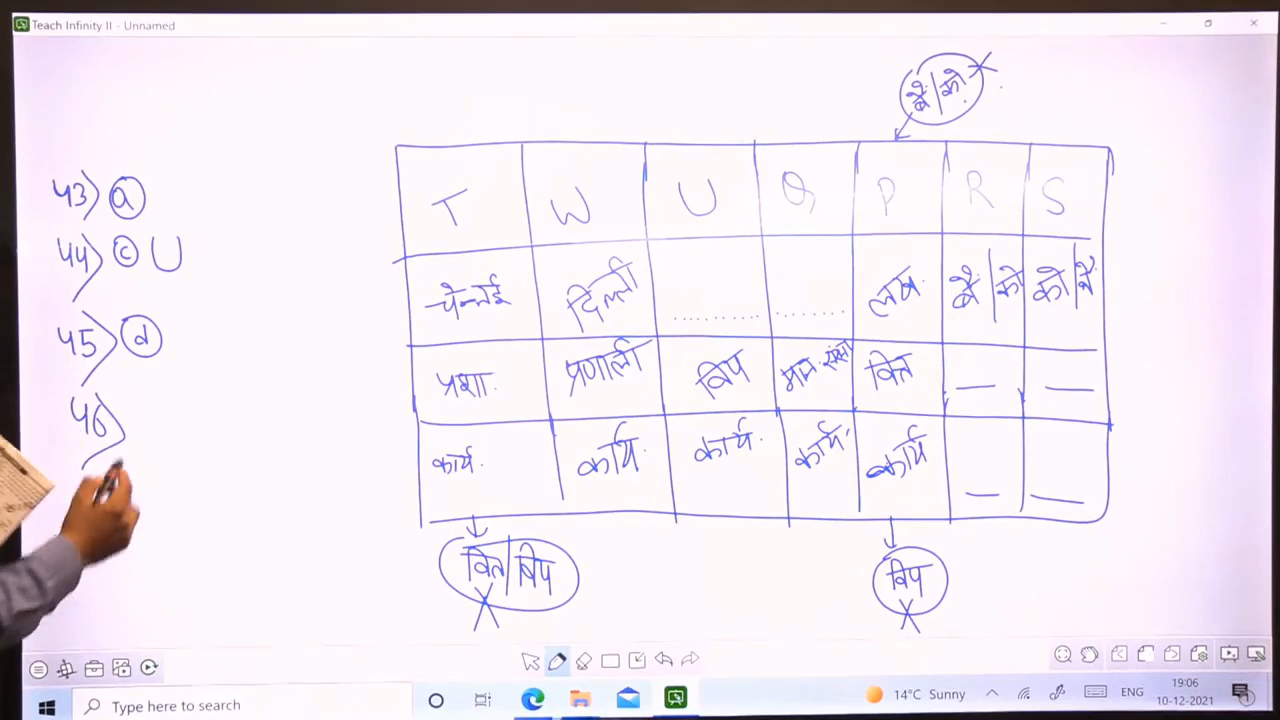 Teach Infinity II - Unnamed
बैं/को
43) a
44) c U
45) d
46)
T W U Q P R S
चेन्नई दिल्ली .............. लख. बैं/को को/बैं
प्रशा. प्रणाली विप मान. संसा वित्त — —
कार्य. कार्य. कार्य. कार्य. कार्य — —
वित्त/विप विप
Type here to search
14°C Sunny
ENG
19:06
10-12-2021